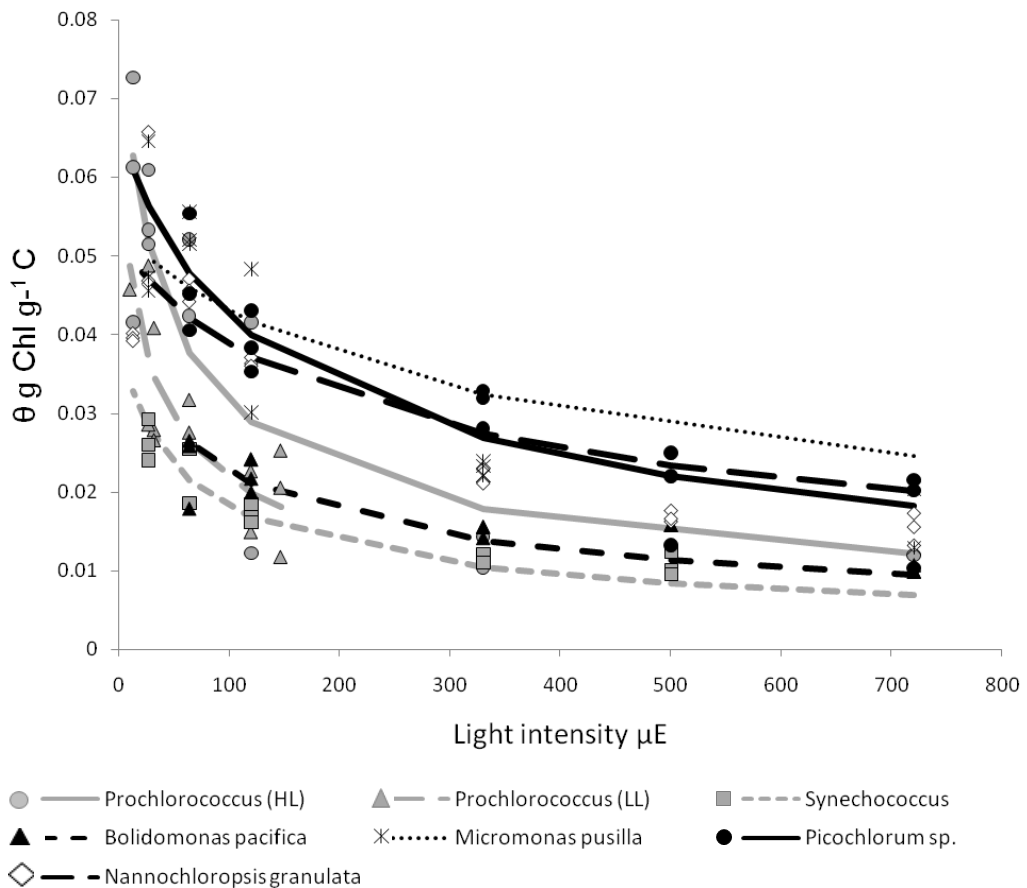 0.08
0.07
0.06
0.05
0.04
0.03
0.02
0.01
0
θ g Chl g-¹ C
0 100 200 300 400 500 600 700 800
Light intensity µE
Prochlorococcus (HL) Prochlorococcus (LL) Synechococcus
Bolidomonas pacifica Micromonas pusilla Picochlorum sp.
Nannochloropsis granulata